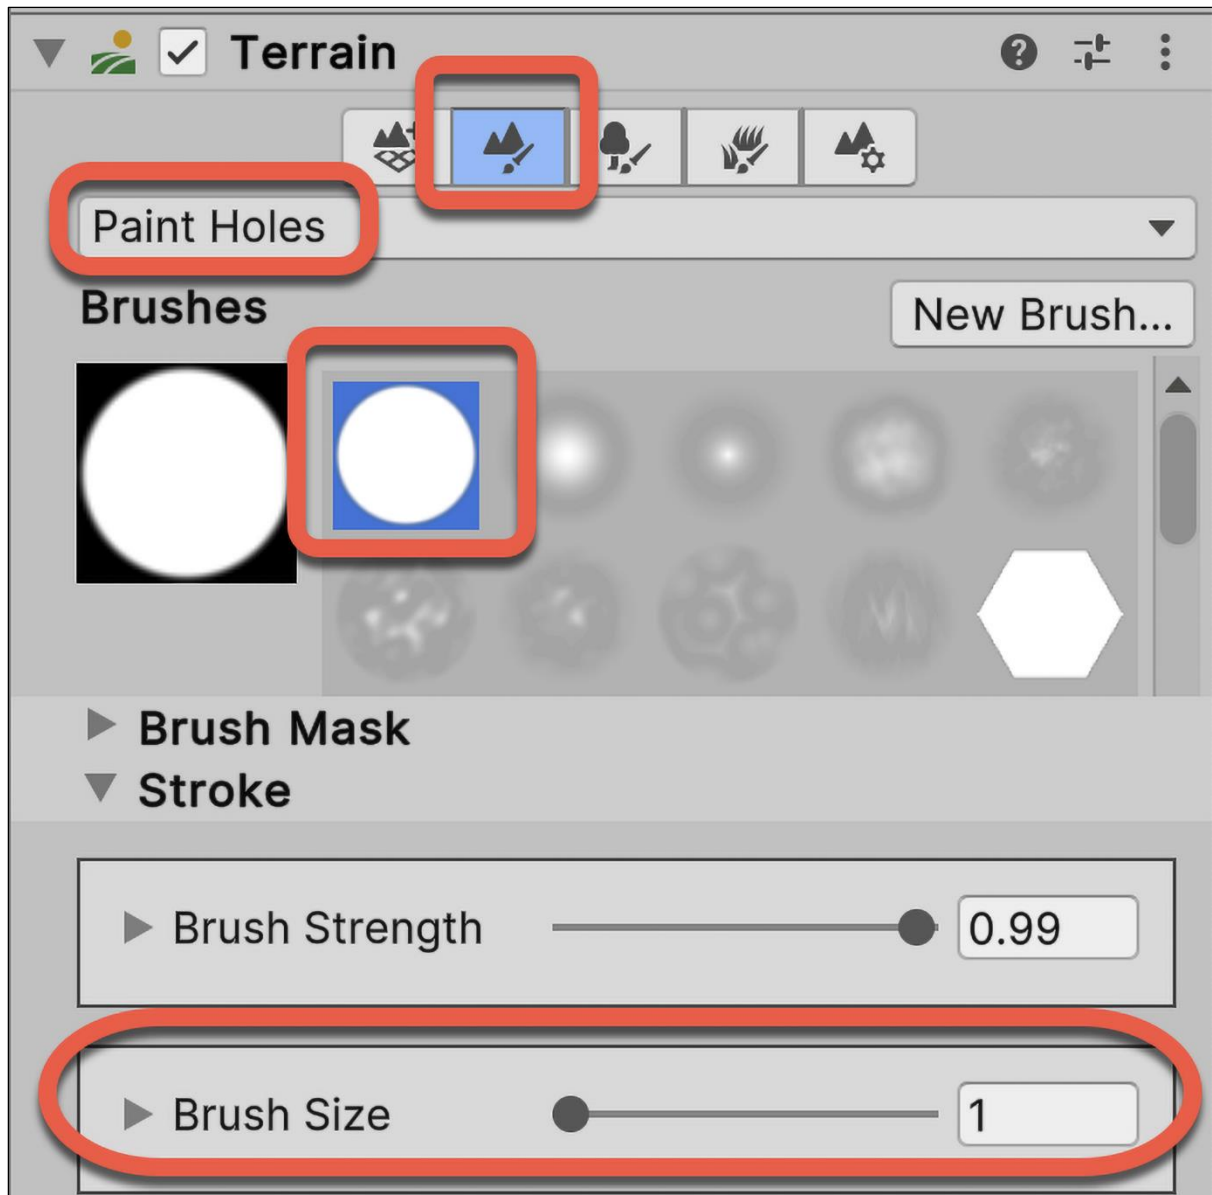 Terrain
Paint Holes
Brushes
New Brush...
Brush Mask
Stroke
Brush Strength 0.99
Brush Size 1